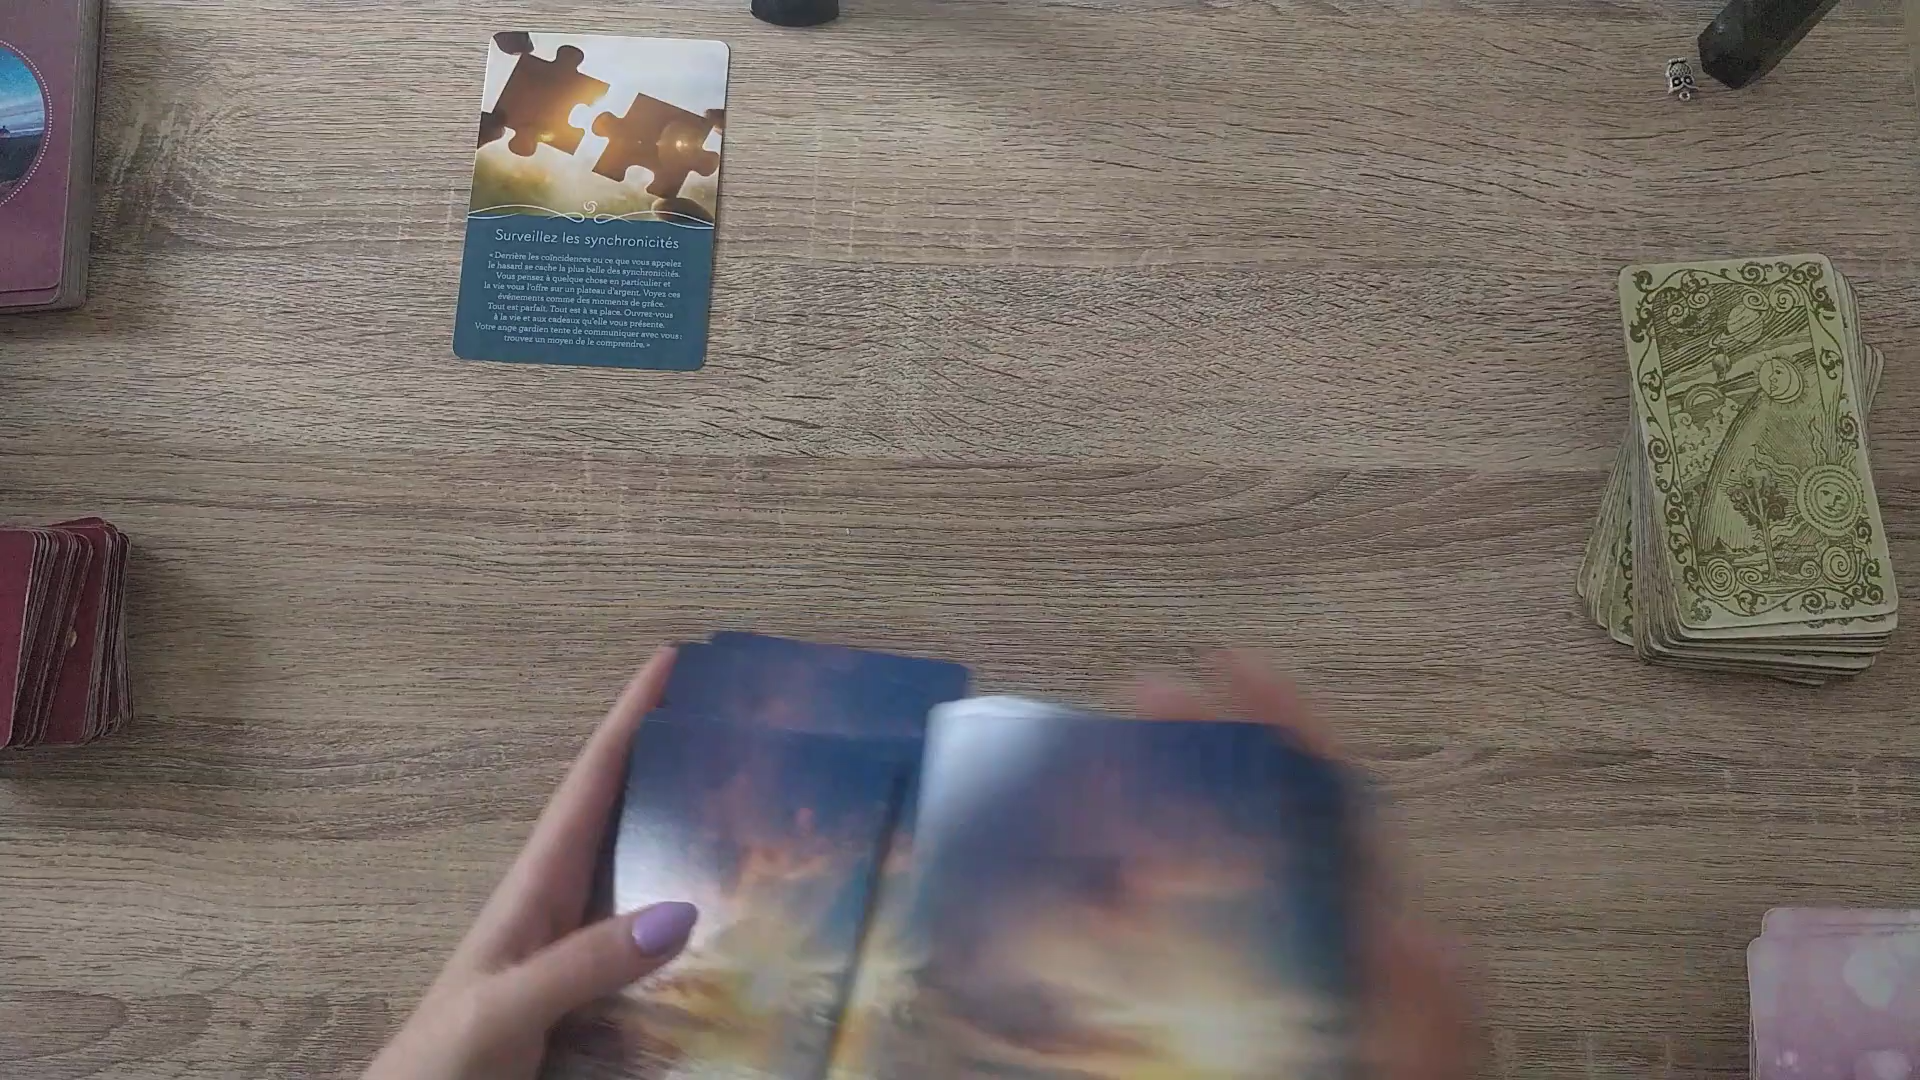 Surveillez les synchronicités
«Derrière les coïncidences ou ce que vous appelez
le hasard se cache la plus belle des synchronicités.
Vous pensez à quelque chose en particulier et
la vie vous l'offre sur un plateau d'argent. Voyez ces
événements comme des moments de grâce.
Tout est parfait. Tout est à sa place. Ouvrez-vous
à la vie et aux cadeaux qu'elle vous présente.
Votre ange gardien tente de communiquer avec vous:
trouvez un moyen de le comprendre.»